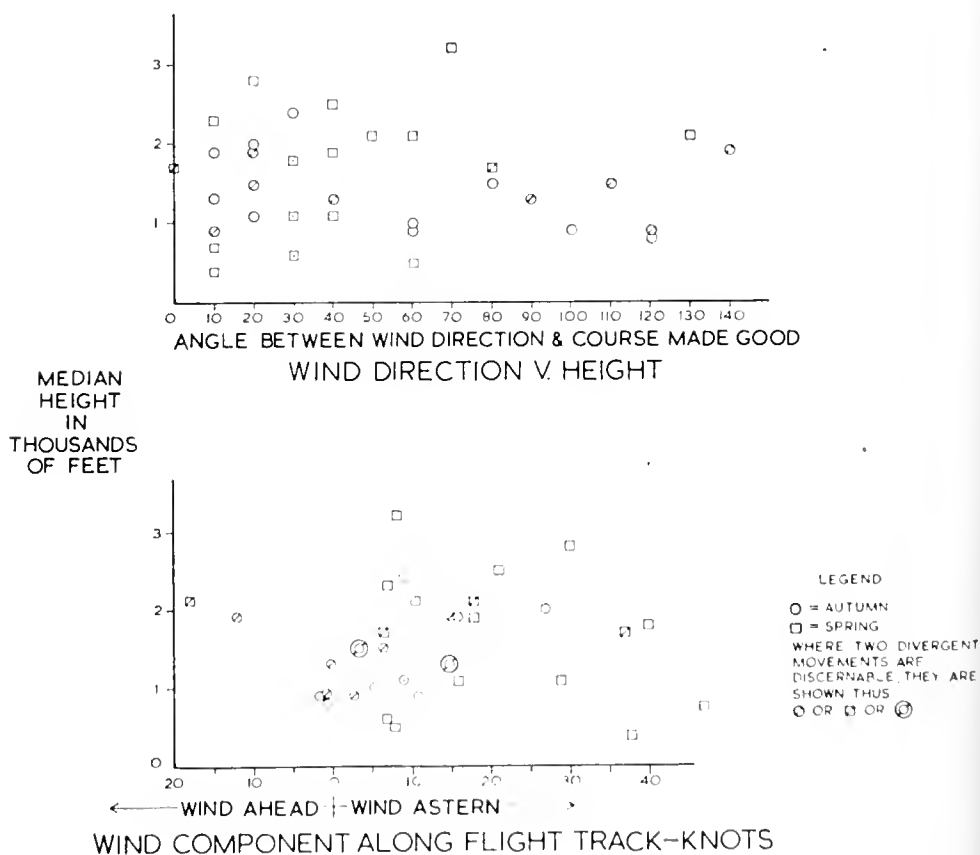 3
2
1
0 10 20 30 40 50 60 70 80 90 100 110 120 130 140
ANGLE BETWEEN WIND DIRECTION & COURSE MADE GOOD
WIND DIRECTION V. HEIGHT
MEDIAN
HEIGHT
IN
THOUSANDS
OF FEET
3
2
1
0
20 10 0 10 20 30 40
WIND AHEAD WIND ASTERN
WIND COMPONENT ALONG FLIGHT TRACK-KNOTS
LEGEND
= AUTUMN
= SPRING
WHERE TWO DIVERGENT
MOVEMENTS ARE
DISCERNABLE, THEY ARE
SHOWN THUS
OR OR